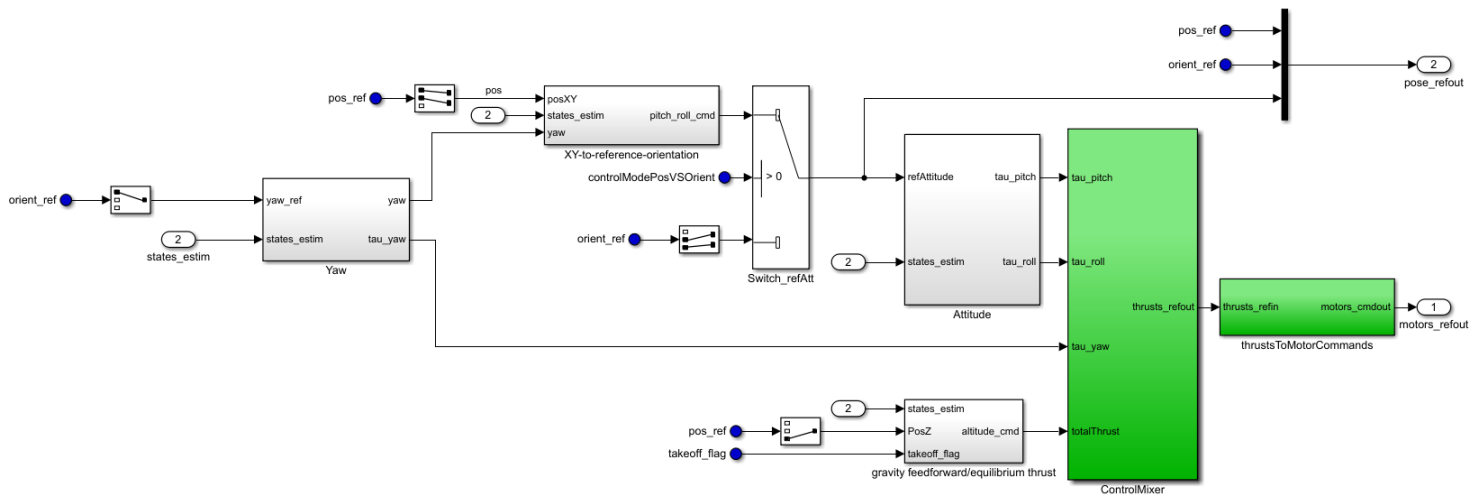 pos_ref
orient_ref
2
pose_refout
pos_ref
pos
posXY
2
states_estim
pitch_roll_cmd
yaw
XY-to-reference-orientation
controlModePosVSOrient
> 0
orient_ref
Switch_refAtt
orient_ref
yaw_ref
yaw
2
states_estim
states_estim
tau_yaw
Yaw
refAttitude
tau_pitch
2
states_estim
tau_roll
Attitude
tau_pitch
tau_roll
thrusts_refout
tau_yaw
totalThrust
ControlMixer
thrusts_refin
motors_cmdout
thrustsToMotorCommands
1
motors_refout
2
states_estim
pos_ref
PosZ
altitude_cmd
takeoff_flag
takeoff_flag
gravity feedforward/equilibrium thrust